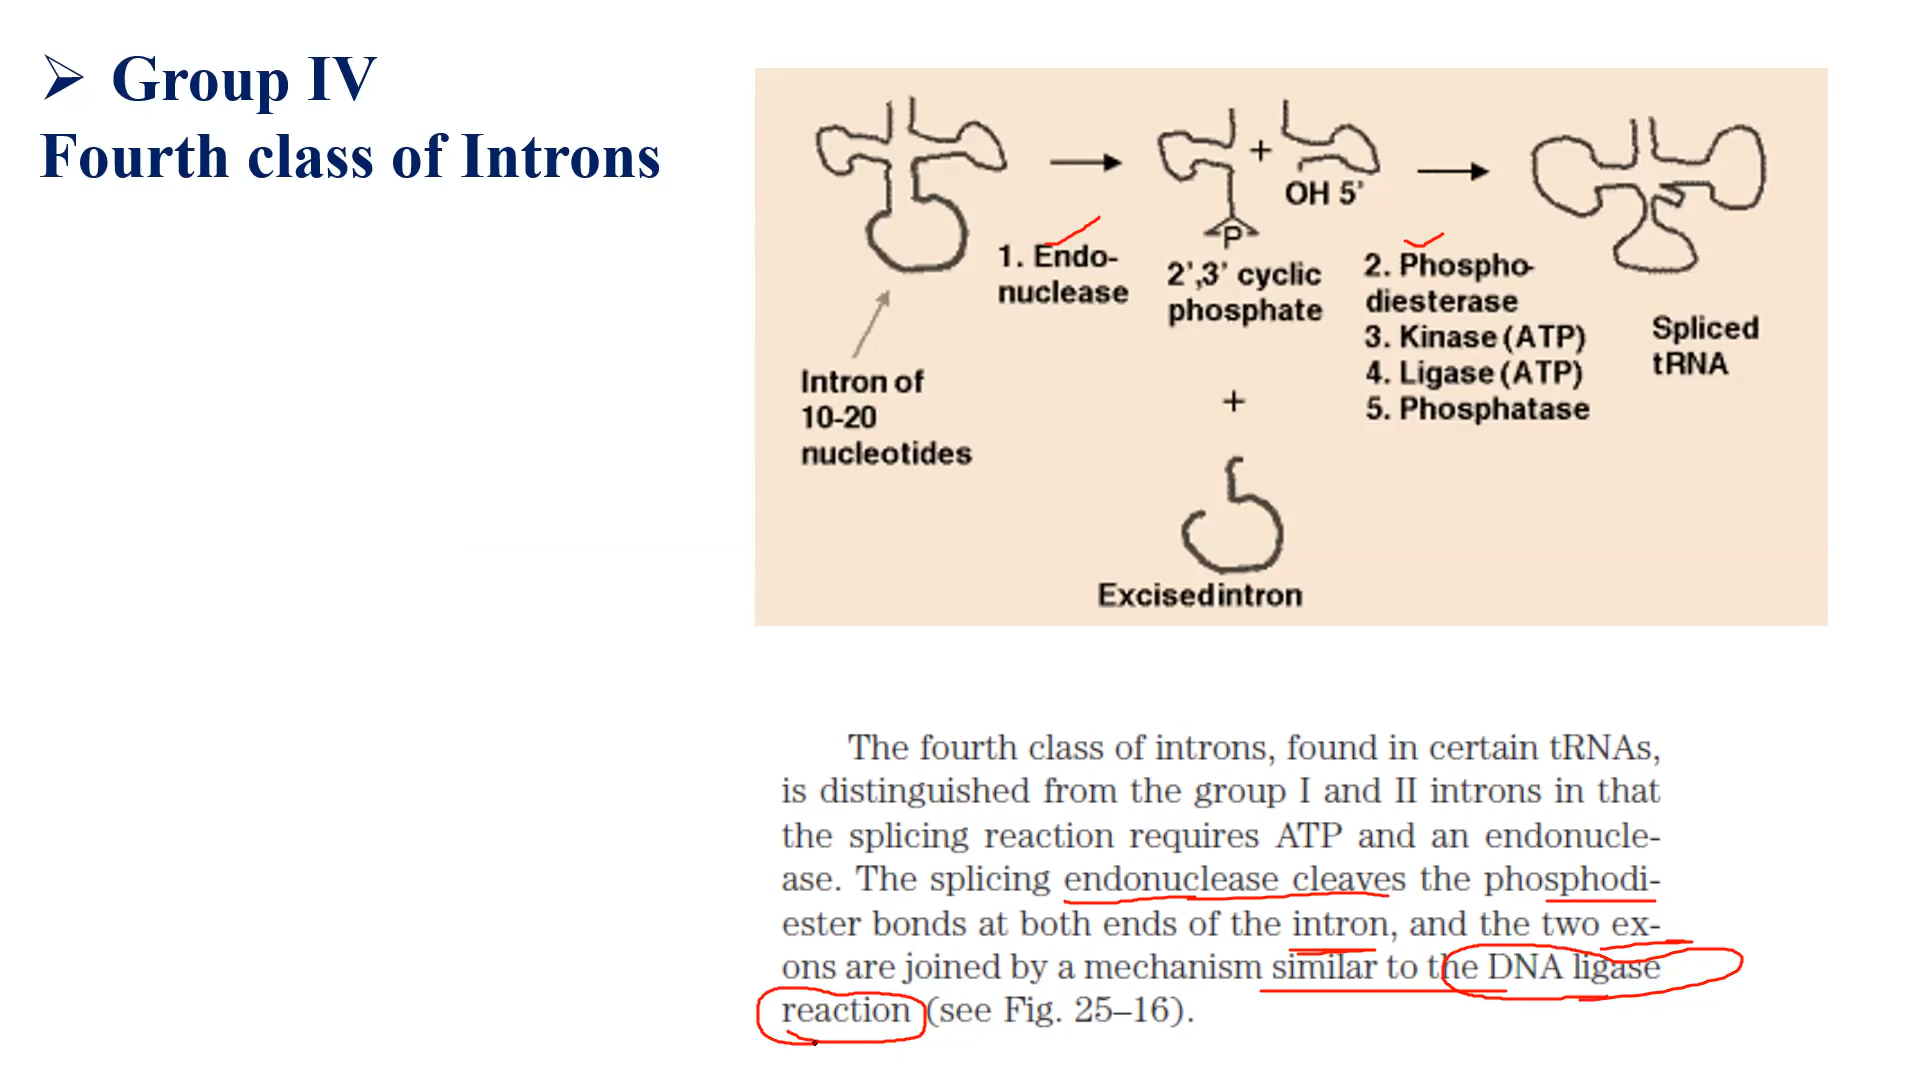 ➢ Group IV
Fourth class of Introns
+
OH 5'
P
1. Endo-
nuclease
2',3' cyclic
phosphate
2. Phospho-
diesterase
3. Kinase (ATP)
4. Ligase (ATP)
5. Phosphatase
Spliced
tRNA
Intron of
10-20
nucleotides
+
Excised intron
The fourth class of introns, found in certain tRNAs,
is distinguished from the group I and II introns in that
the splicing reaction requires ATP and an endonucle-
ase. The splicing endonuclease cleaves the phosphodi-
ester bonds at both ends of the intron, and the two ex-
ons are joined by a mechanism similar to the DNA ligase
reaction (see Fig. 25–16).